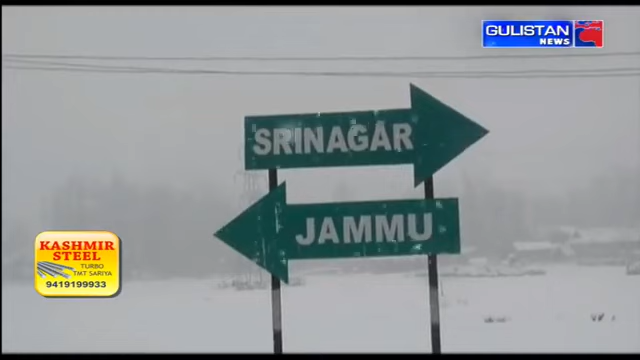 GULISTAN
NEWS
SRINAGAR
JAMMU
KASHMIR
STEEL
TURBO
TMT SARIYA
9419199933